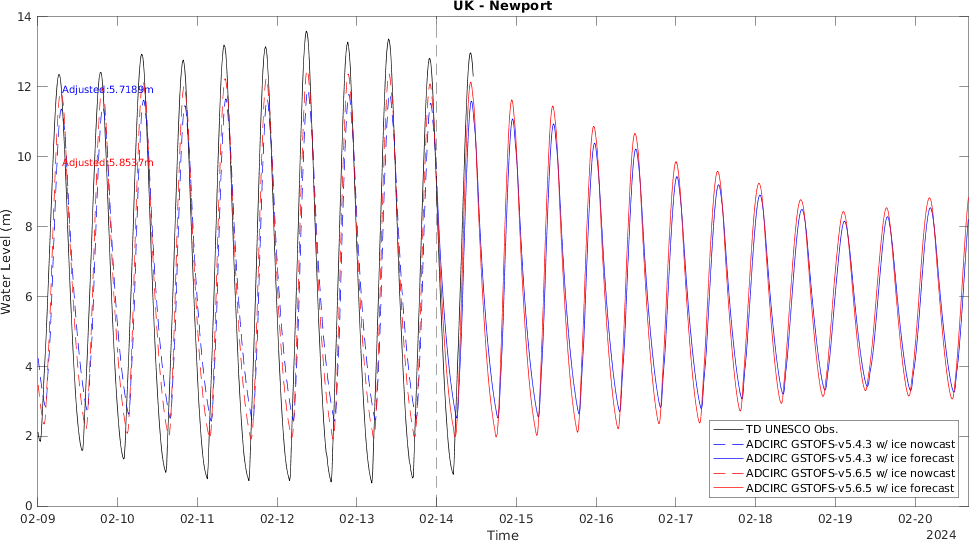 UK - Newport
14
12
10
8
6
4
2
0
Water Level (m)
Adjusted:5.7189m
Adjusted:5.8537m
TD UNESCO Obs.
ADCIRC GSTOFS-v5.4.3 w/ ice nowcast
ADCIRC GSTOFS-v5.4.3 w/ ice forecast
ADCIRC GSTOFS-v5.6.5 w/ ice nowcast
ADCIRC GSTOFS-v5.6.5 w/ ice forecast
02-09 02-10 02-11 02-12 02-13 02-14 02-15 02-16 02-17 02-18 02-19 02-20
Time
2024